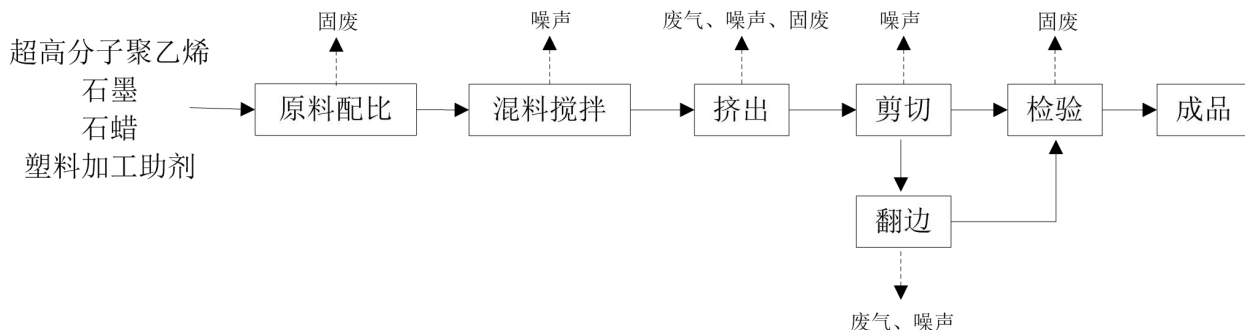 固废
噪声
废气、噪声、固废
噪声
固废
超高分子聚乙烯
石墨
石蜡
塑料加工助剂
原料配比
混料搅拌
挤出
剪切
检验
成品
翻边
废气、噪声